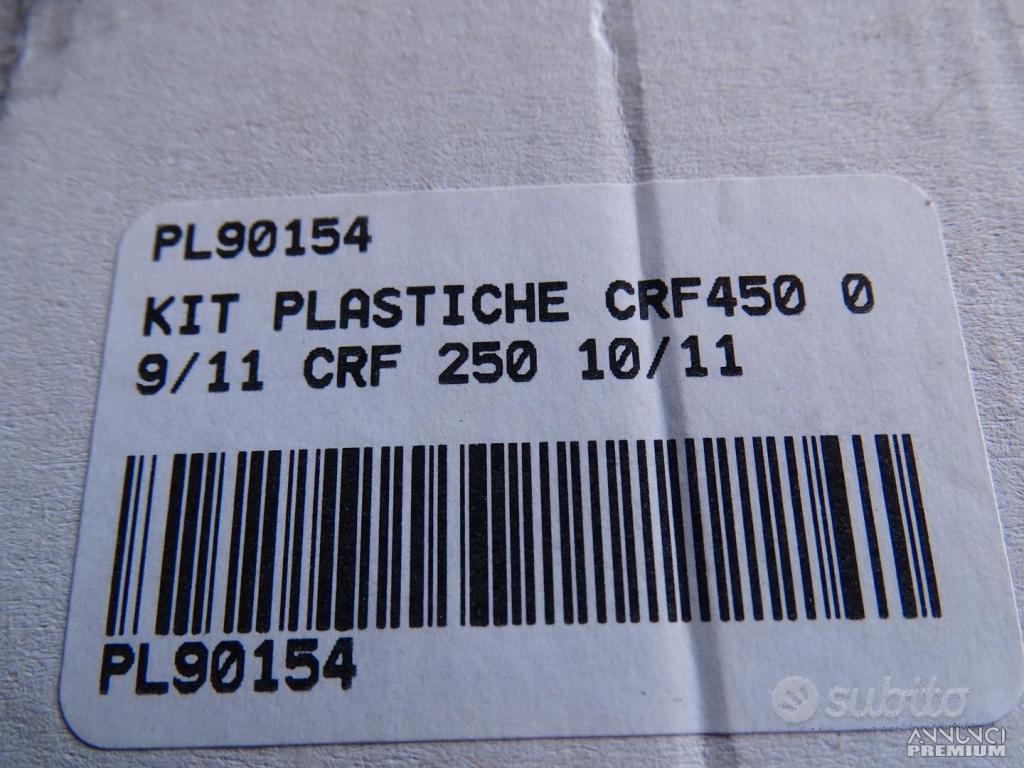 PL90154
KIT PLASTICHE CRF450 0
9/11 CRF 250 10/11
PL90154
subito
ANNUNCI
PREMIUM